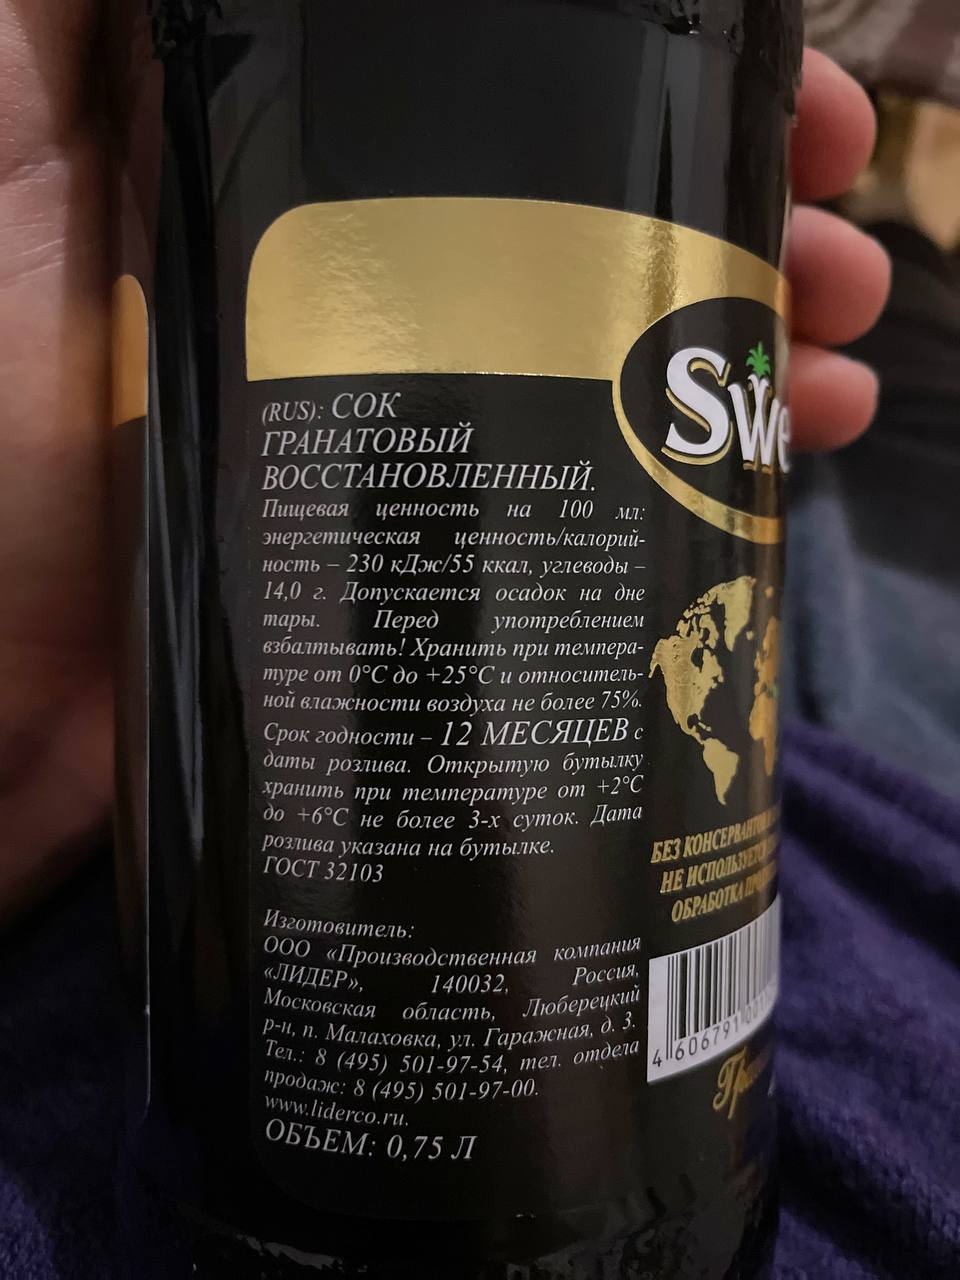 (RUS): СОК
ГРАНАТОВЫЙ
ВОССТАНОВЛЕННЫЙ.
Пищевая ценность на 100 мл:
энергетическая ценность/калорий-
ность – 230 кДж/55 ккал, углеводы –
14,0 г. Допускается осадок на дне
тары. Перед употреблением
взбалтывать! Хранить при темпера-
туре от 0°С до +25°С и относитель-
ной влажности воздуха не более 75%.
Срок годности – 12 МЕСЯЦЕВ с
даты розлива. Открытую бутылку
хранить при температуре от +2°С
до +6°С не более 3-х суток. Дата
розлива указана на бутылке.
ГОСТ 32103
Изготовитель:
ООО «Производственная компания
«ЛИДЕР», 140032, Россия,
Московская область, Люберецкий
р-н, п. Малаховка, ул. Гаражная, д. 3.
Тел.: 8 (495) 501-97-54, тел. отдела
продаж: 8 (495) 501-97-00.
www.liderco.ru.
ОБЪЕМ: 0,75 Л
Swe
БЕЗ КОНСЕРВАНТОВ
НЕ ИСПОЛЬЗУЕТСЯ
ОБРАБОТКА
4 606791 00